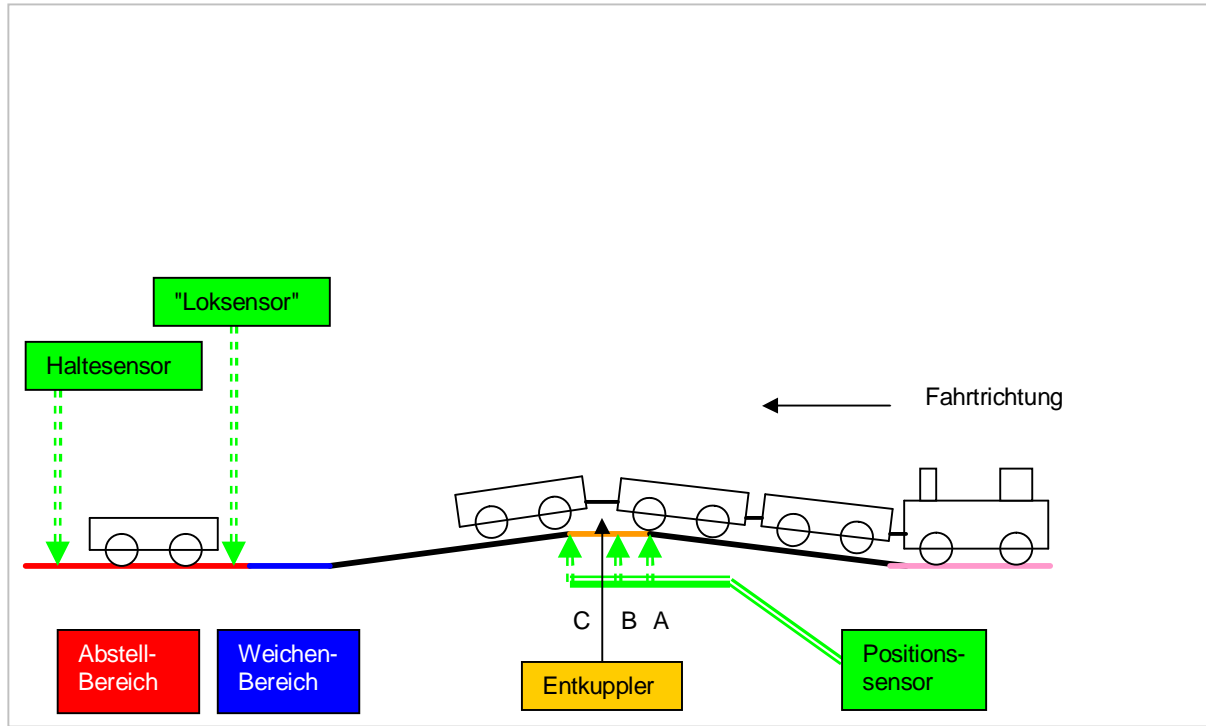 "Loksensor"
Haltesensor
Fahrtrichtung
C B A
Abstell-
Bereich
Weichen-
Bereich
Entkuppler
Positions-
sensor